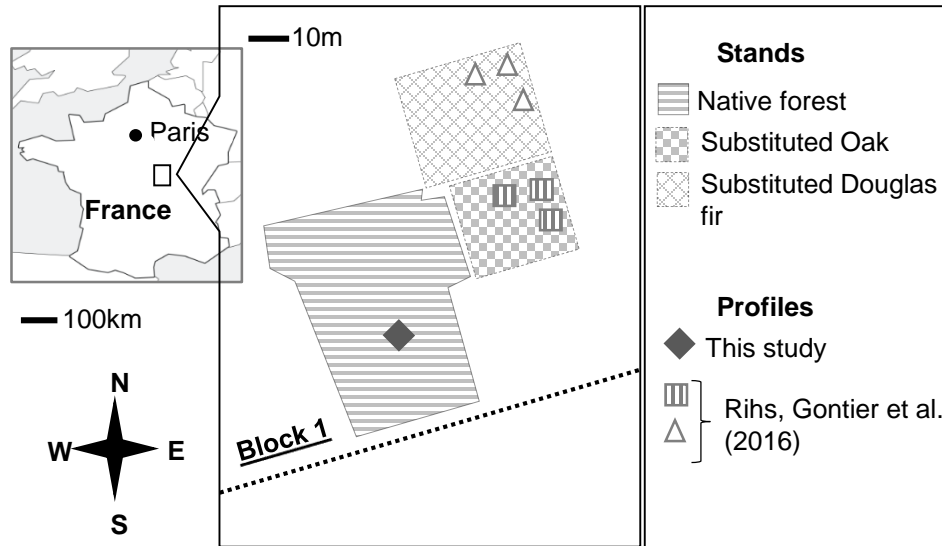 10m
Paris
France
100km
N
W
E
S
Block 1
Stands
Native forest
Substituted Oak
Substituted Douglas
fir
Profiles
This study
Rihs, Gontier et al.
(2016)